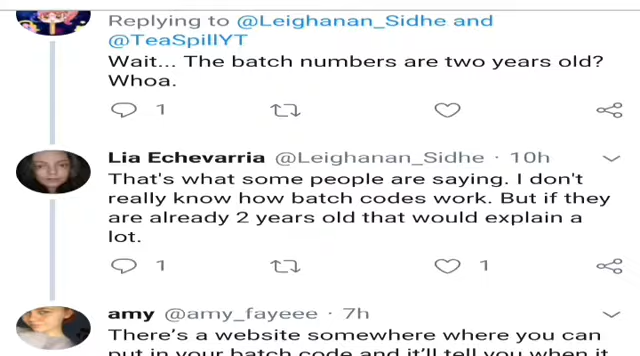 Replying to @Leighanan_Sidhe and
@TeaSpillYT
Wait... The batch numbers are two years old?
Whoa.
1
Lia Echevarria @Leighanan_Sidhe · 10h
That's what some people are saying. I don't
really know how batch codes work. But if they
are already 2 years old that would explain a
lot.
1 1
amy @amy_fayeee · 7h
There's a website somewhere where you can
put in your batch code and it'll tell you when it